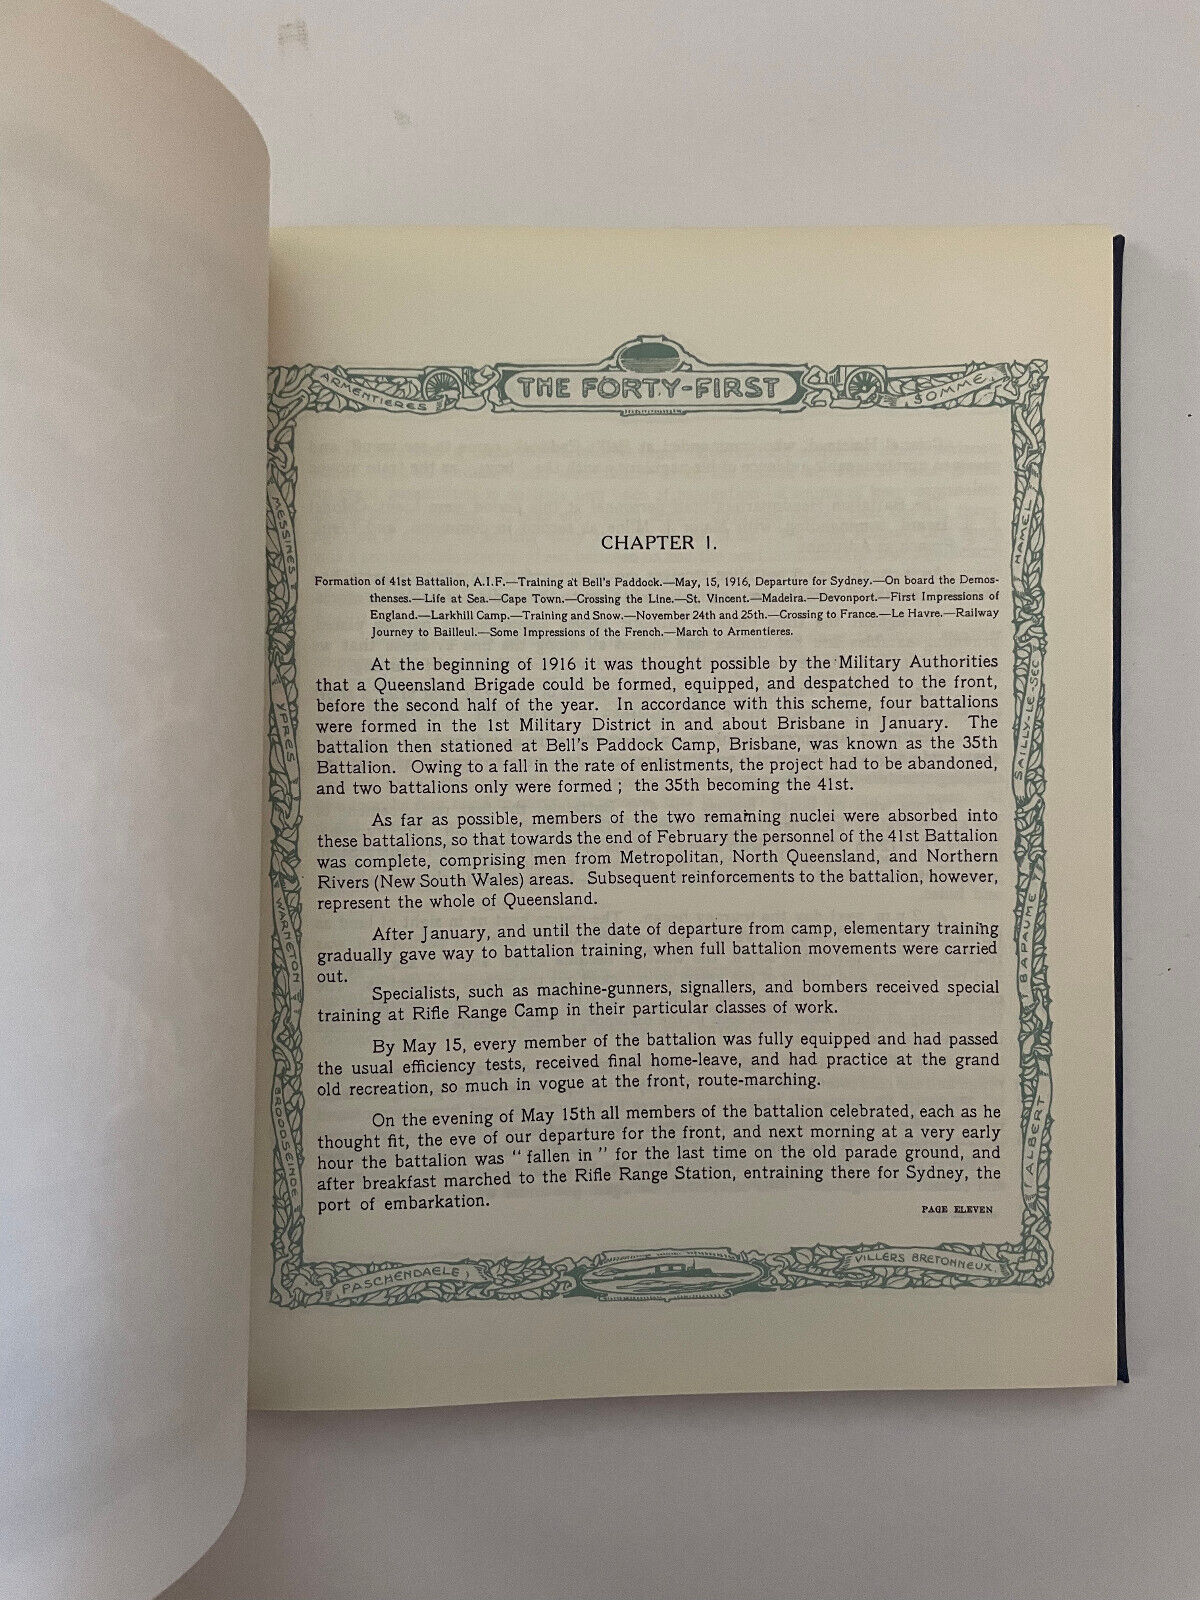 THE FORTY-FIRST
ARMENTIERES
SOMME
MESSINES
HAMEL
YPRES
SAILLY-LE-SEC
WARNETON
BAPAUME
BROODSEINDE
ALBERT
CHAPTER I.
Formation of 41st Battalion, A.I.F.—Training at Bell's Paddock.—May, 15, 1916, Departure for Sydney.—On board the Demos-
thenses.—Life at Sea.—Cape Town.—Crossing the Line.—St. Vincent.—Madeira.—Devonport.—First Impressions of
England.—Larkhill Camp.—Training and Snow.—November 24th and 25th.—Crossing to France.—Le Havre.—Railway
Journey to Bailleul.—Some Impressions of the French.—March to Armentieres.
At the beginning of 1916 it was thought possible by the Military Authorities
that a Queensland Brigade could be formed, equipped, and despatched to the front,
before the second half of the year. In accordance with this scheme, four battalions
were formed in the 1st Military District in and about Brisbane in January. The
battalion then stationed at Bell's Paddock Camp, Brisbane, was known as the 35th
Battalion. Owing to a fall in the rate of enlistments, the project had to be abandoned,
and two battalions only were formed ; the 35th becoming the 41st.
As far as possible, members of the two remaining nuclei were absorbed into
these battalions, so that towards the end of February the personnel of the 41st Battalion
was complete, comprising men from Metropolitan, North Queensland, and Northern
Rivers (New South Wales) areas. Subsequent reinforcements to the battalion, however,
represent the whole of Queensland.
After January, and until the date of departure from camp, elementary training
gradually gave way to battalion training, when full battalion movements were carried
out.
Specialists, such as machine-gunners, signallers, and bombers received special
training at Rifle Range Camp in their particular classes of work.
By May 15, every member of the battalion was fully equipped and had passed
the usual efficiency tests, received final home-leave, and had practice at the grand
old recreation, so much in vogue at the front, route-marching.
On the evening of May 15th all members of the battalion celebrated, each as he
thought fit, the eve of our departure for the front, and next morning at a very early
hour the battalion was " fallen in " for the last time on the old parade ground, and
after breakfast marched to the Rifle Range Station, entraining there for Sydney, the
port of embarkation.
PAGE ELEVEN
PASCHENDAELE
VILLERS BRETONNEUX.